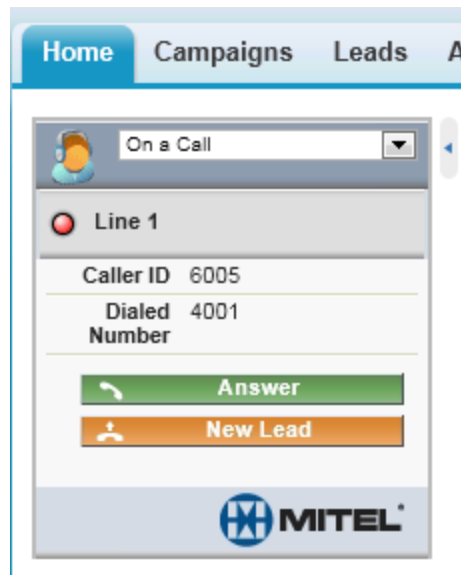 Home Campaigns Leads A
On a Call
Line 1
Caller ID 6005
Dialed Number 4001
Answer
New Lead
MITEL